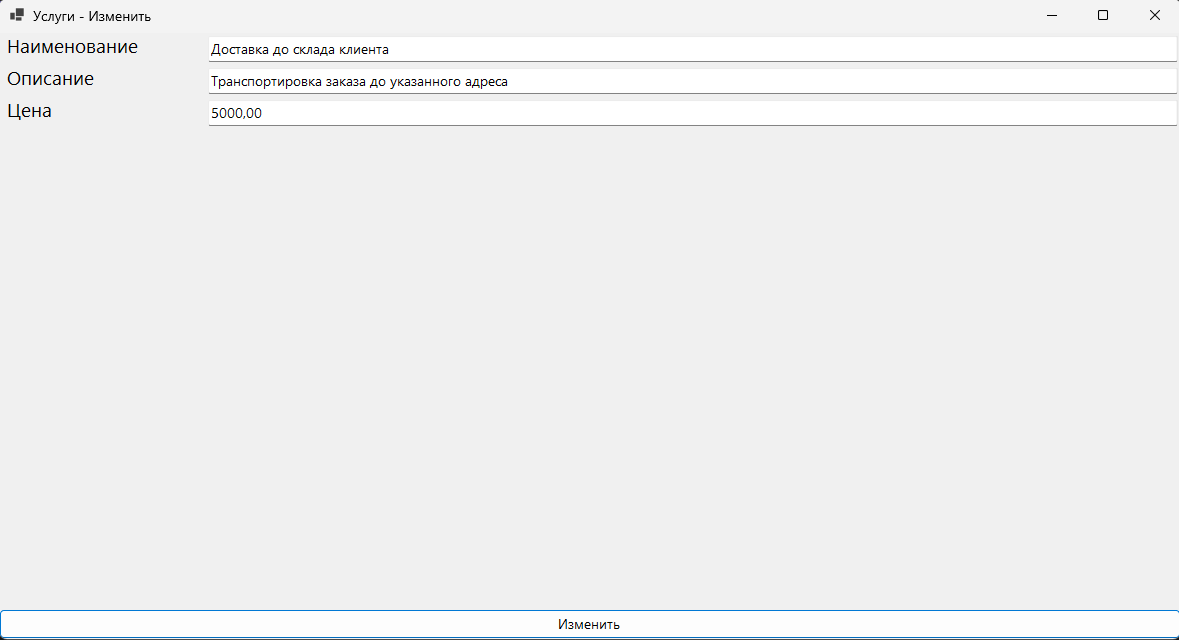 Услуги - Изменить
Наименование Доставка до склада клиента
Описание Транспортировка заказа до указанного адреса
Цена 5000,00
Изменить